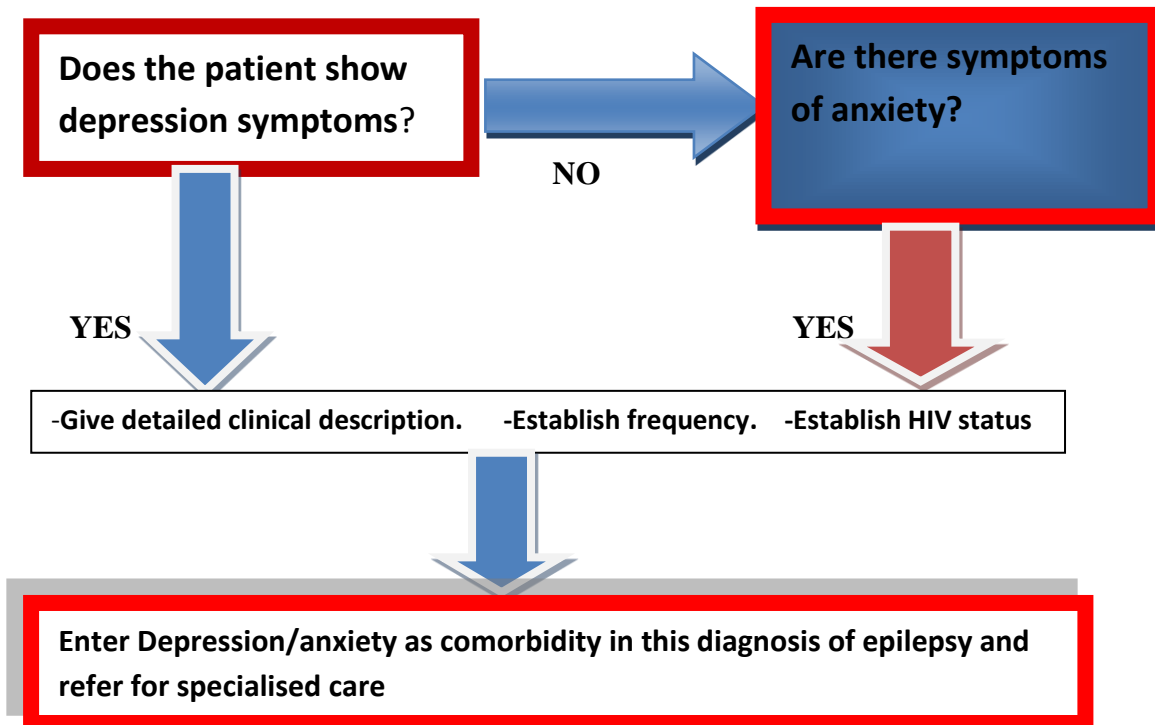 Does the patient show
depression symptoms?
Are there symptoms
of anxiety?
NO
YES
YES
-Give detailed clinical description. -Establish frequency. -Establish HIV status
Enter Depression/anxiety as comorbidity in this diagnosis of epilepsy and
refer for specialised care